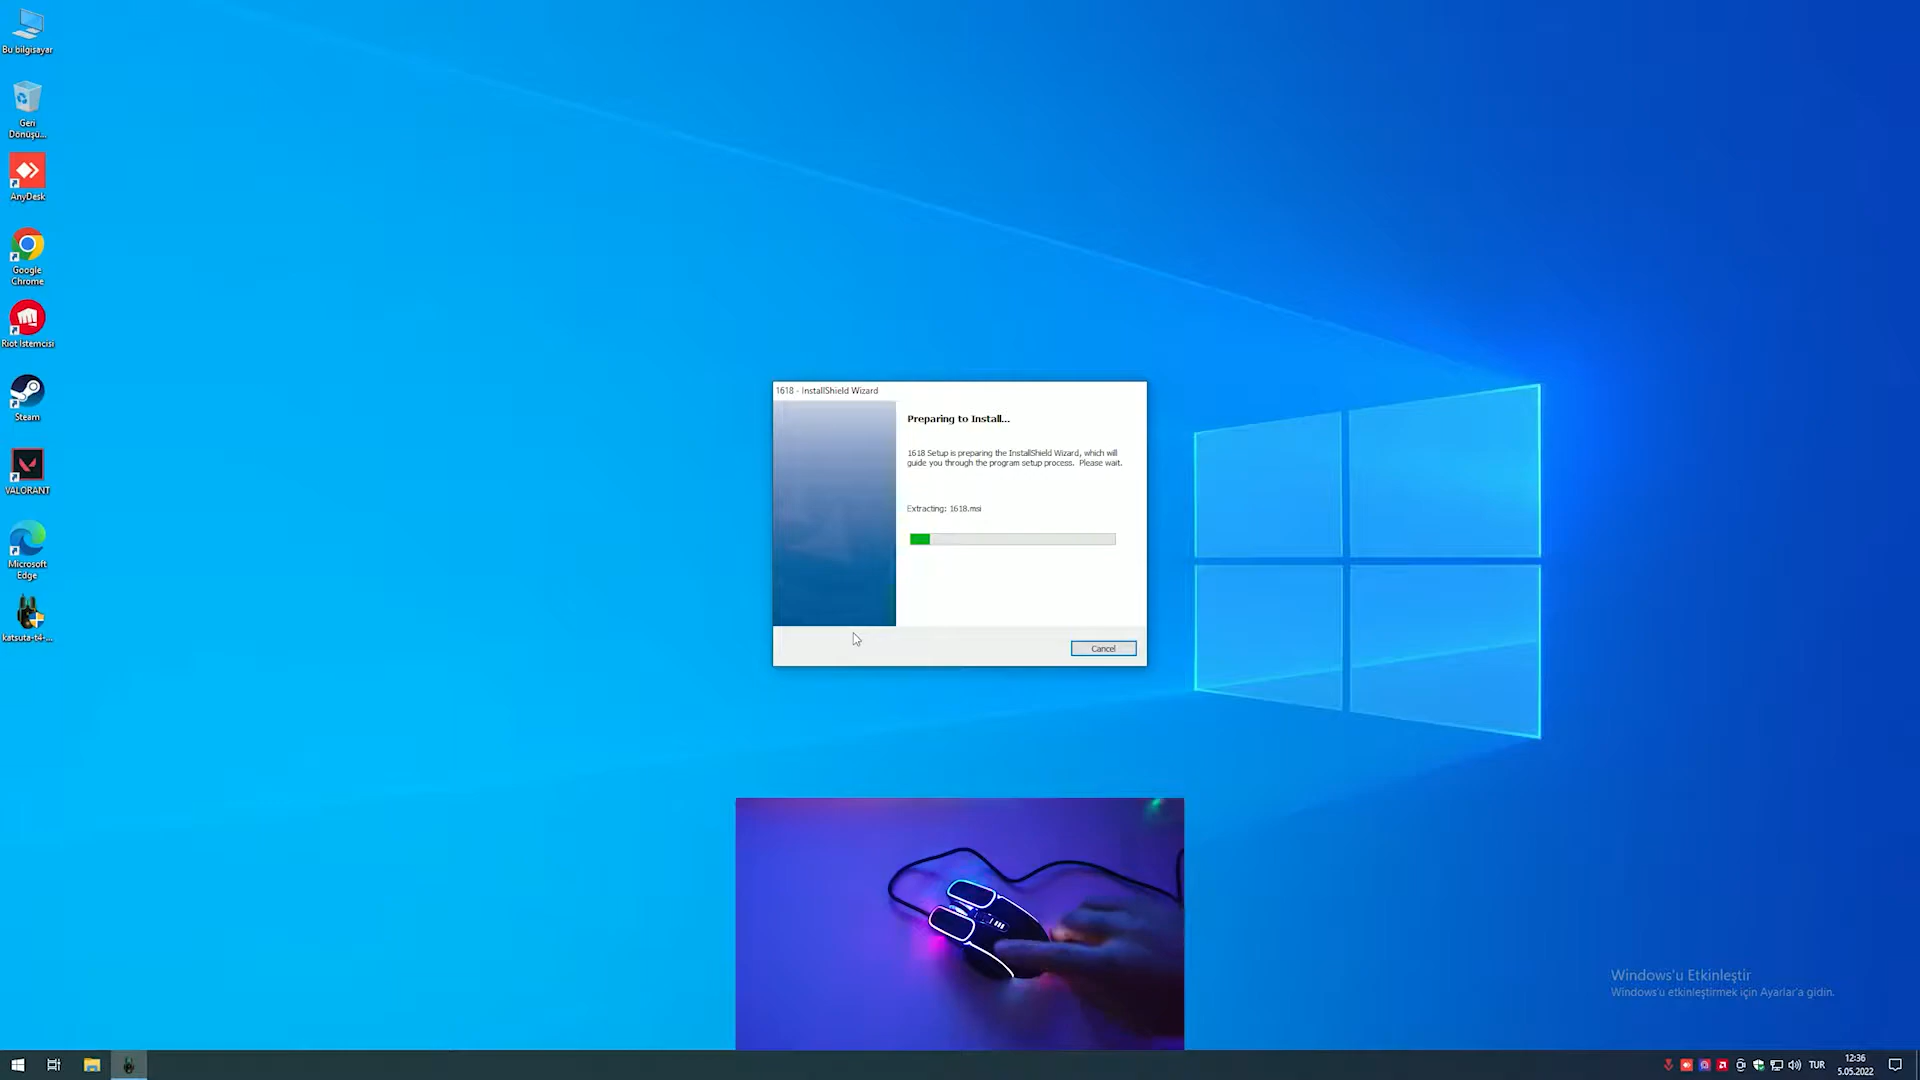 Bu bilgisayar
Geri
Dönüşü...
AnyDesk
Google
Chrome
Riot İstemcisi
Steam
VALORANT
Microsoft
Edge
katsuta-t4-...
1618 - InstallShield Wizard
Preparing to Install...
1618 Setup is preparing the InstallShield Wizard, which will
guide you through the program setup process. Please wait.
Extracting: 1618.msi
Cancel
Windows'u Etkinleştir
Windows'u etkinleştirmek için Ayarlar'a gidin.
TUR
12:36
5.05.2022